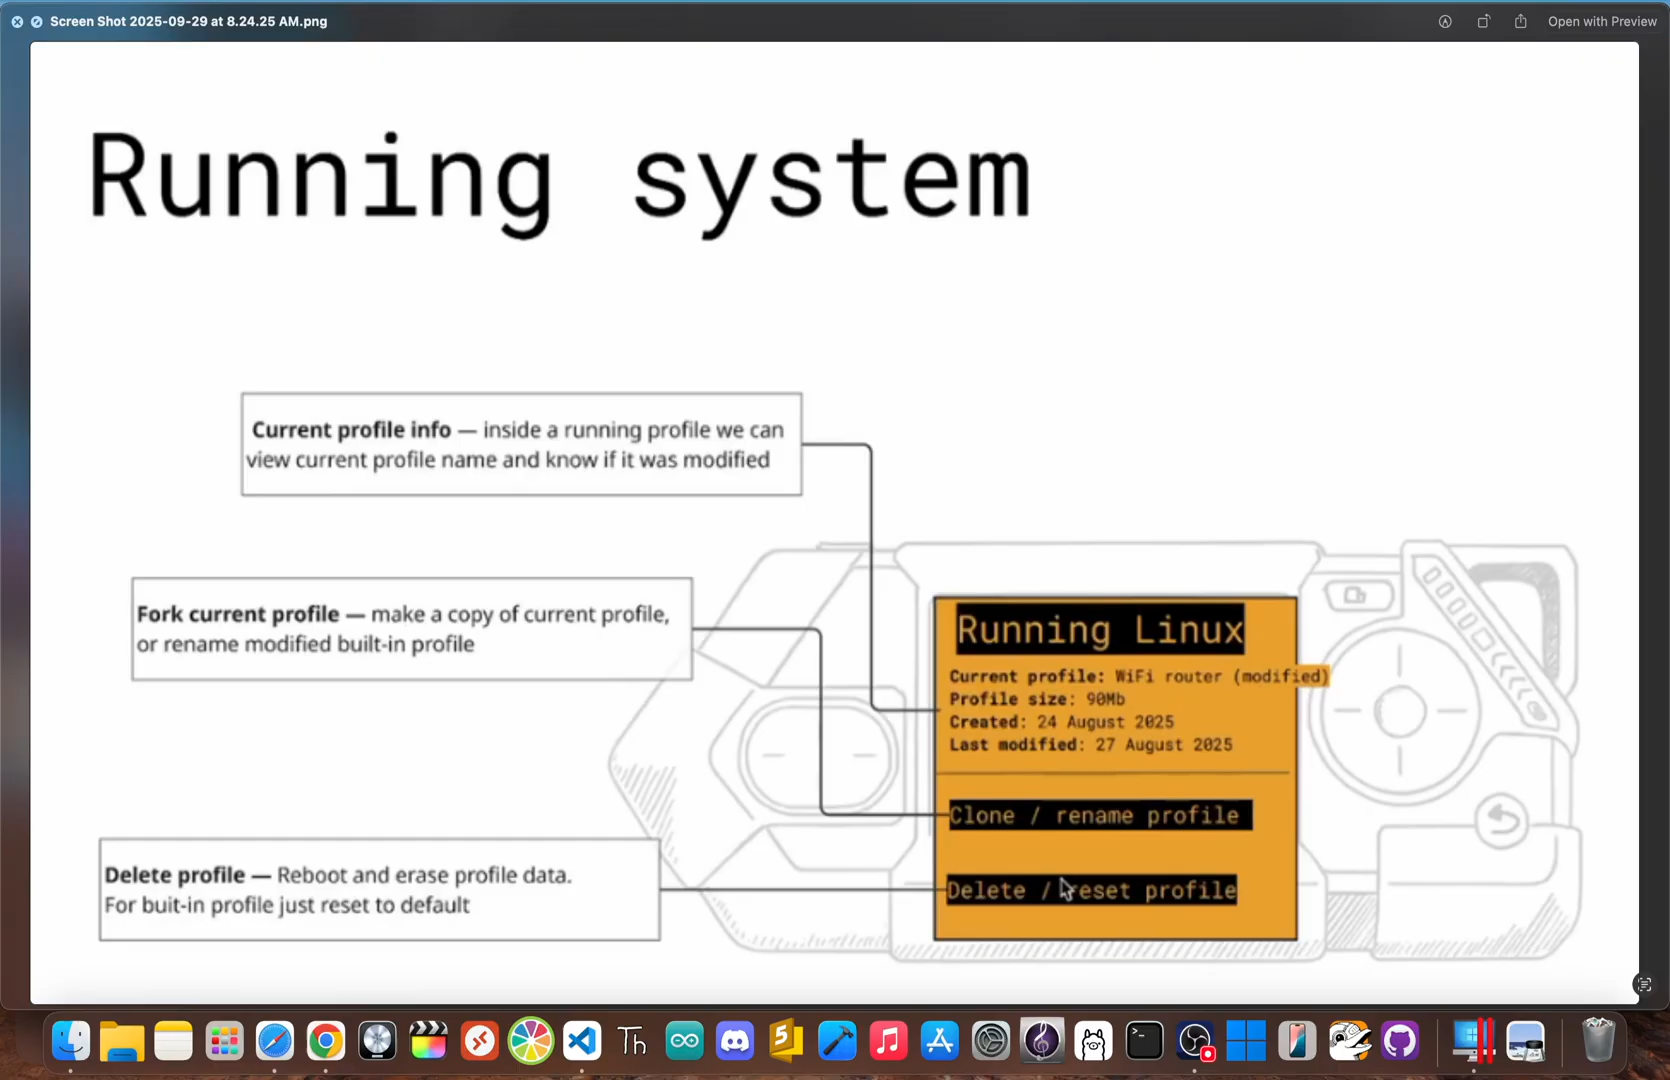 Screen Shot 2025-09-29 at 8.24.25 AM.png
Open with Preview
Running system
Current profile info — inside a running profile we can
view current profile name and know if it was modified
Fork current profile — make a copy of current profile,
or rename modified built-in profile
Delete profile — Reboot and erase profile data.
For buit-in profile just reset to default
Running Linux
Current profile: WiFi router (modified)
Profile size: 90Mb
Created: 24 August 2025
Last modified: 27 August 2025
Clone / rename profile
Delete / reset profile
Th
5
>_